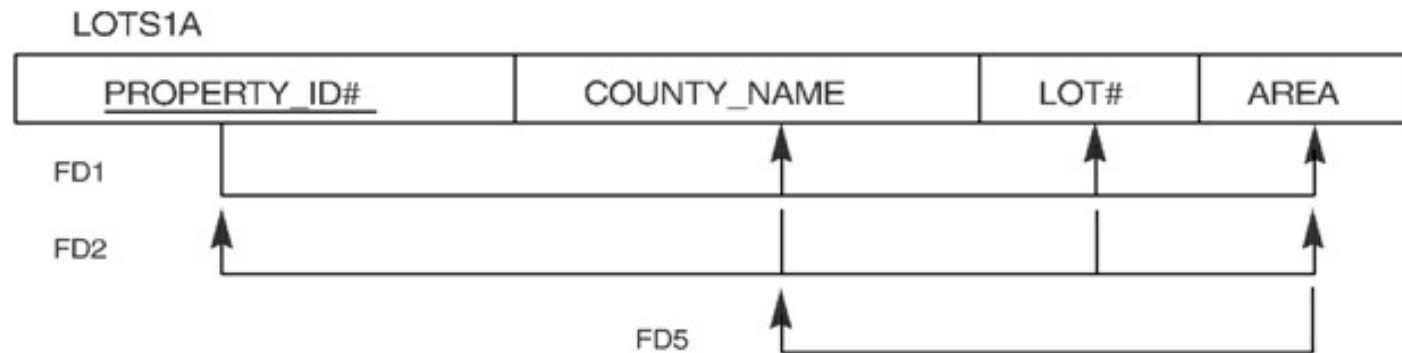 LOTS1A
PROPERTY_ID# COUNTY_NAME LOT# AREA
FD1
FD2
FD5